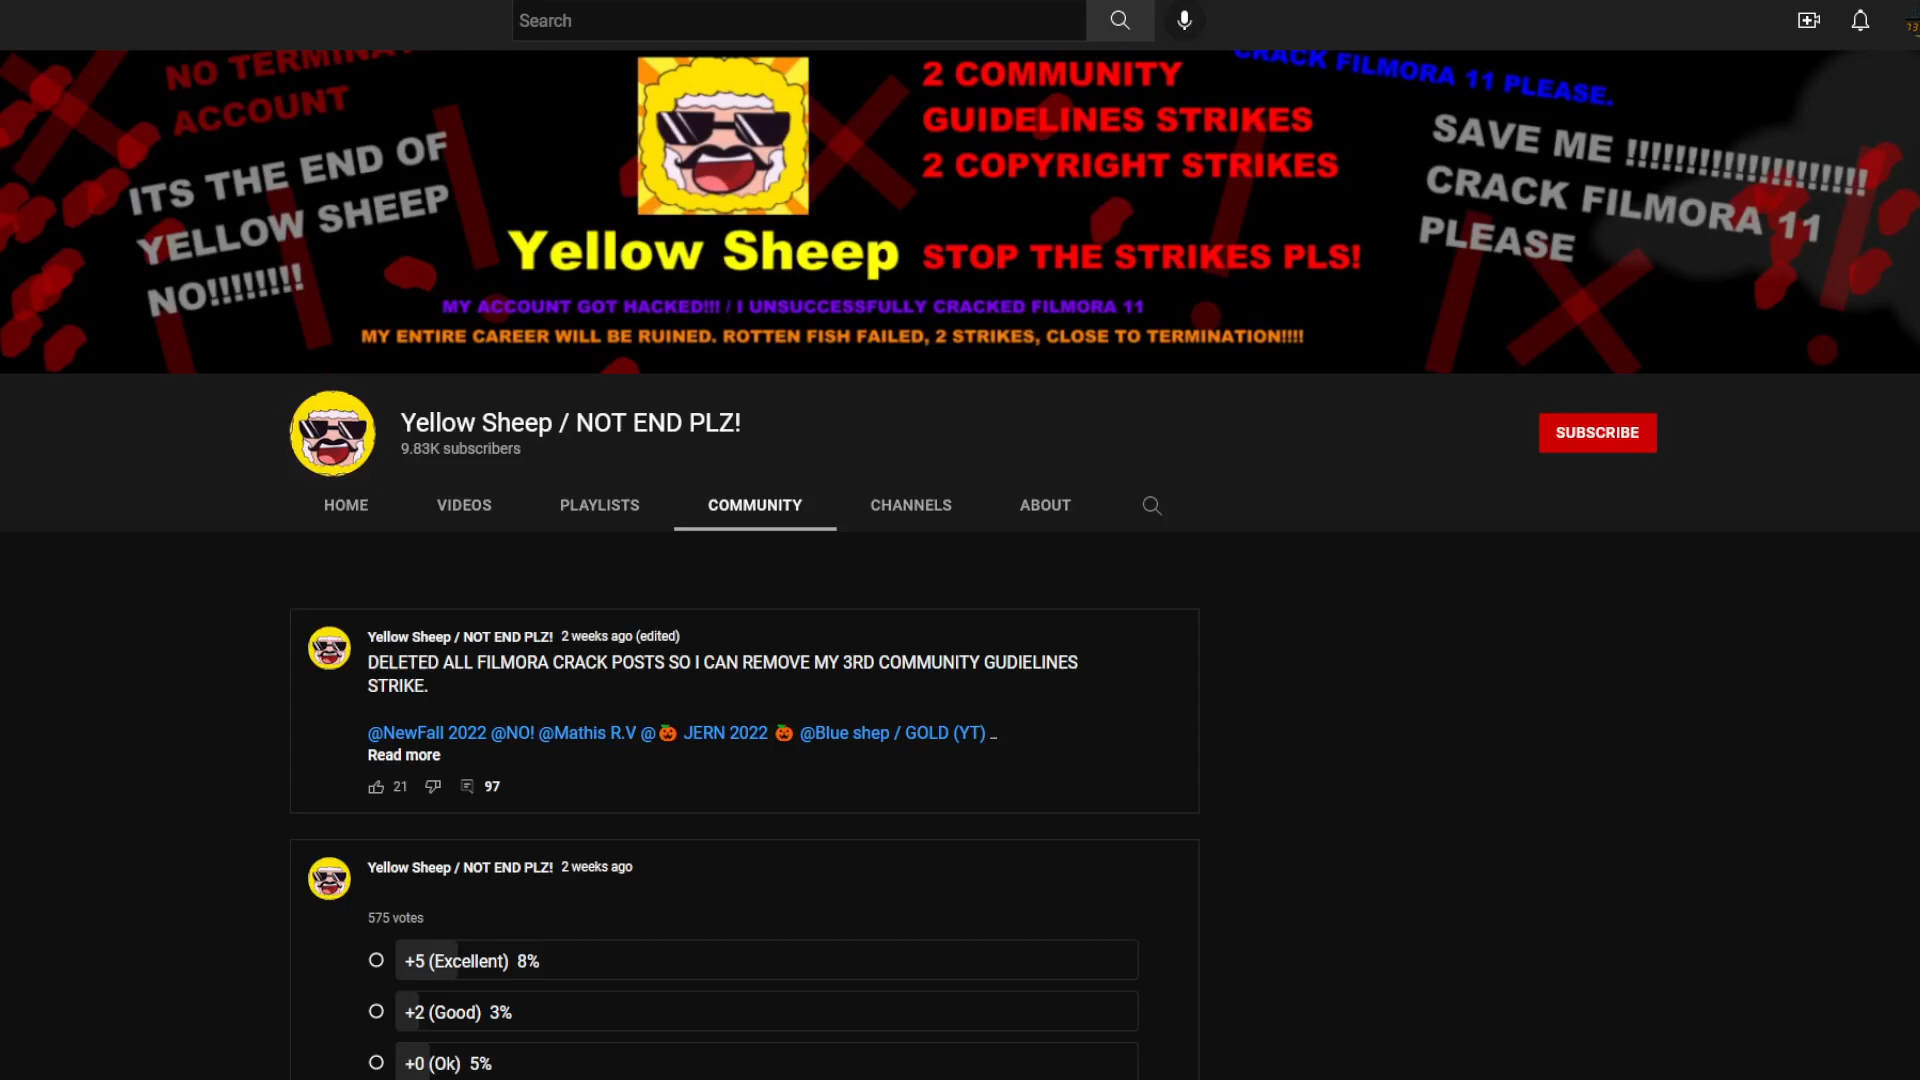 Search
NO TERMINA
ACCOUNT
ITS THE END OF
YELLOW SHEEP
NO!!!!!!!!
2 COMMUNITY
GUIDELINES STRIKES
2 COPYRIGHT STRIKES
Yellow Sheep
STOP THE STRIKES PLS!
MY ACCOUNT GOT HACKED!!! / I UNSUCCESSFULLY CRACKED FILMORA 11
MY ENTIRE CAREER WILL BE RUINED. ROTTEN FISH FAILED, 2 STRIKES, CLOSE TO TERMINATION!!!!
CRACK FILMORA 11 PLEASE.
SAVE ME !!!!!!!!!!!!!!!!!!!!
CRACK FILMORA 11
PLEASE
Yellow Sheep / NOT END PLZ!
9.83K subscribers
SUBSCRIBE
HOME VIDEOS PLAYLISTS COMMUNITY CHANNELS ABOUT
Yellow Sheep / NOT END PLZ! 2 weeks ago (edited)
DELETED ALL FILMORA CRACK POSTS SO I CAN REMOVE MY 3RD COMMUNITY GUDIELINES
STRIKE.
@NewFall 2022 @NO! @Mathis R.V @🎃 JERN 2022 🎃 @Blue shep / GOLD (YT) ...
Read more
21 97
Yellow Sheep / NOT END PLZ! 2 weeks ago
575 votes
+5 (Excellent) 8%
+2 (Good) 3%
+0 (Ok) 5%